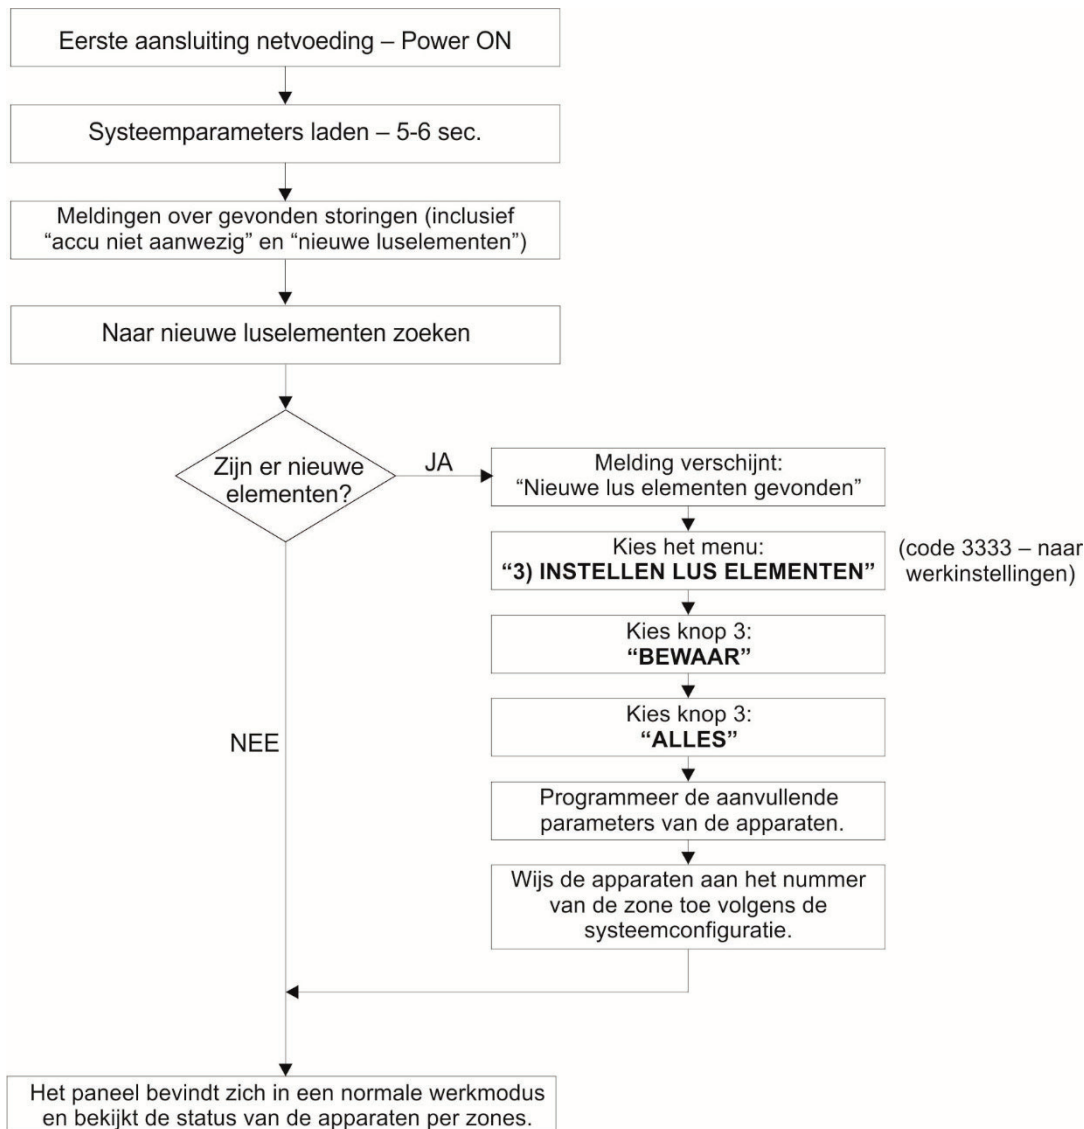 Eerste aansluiting netvoeding – Power ON
Systeemparameters laden – 5-6 sec.
Meldingen over gevonden storingen (inclusief
“accu niet aanwezig” en “nieuwe luselementen”)
Naar nieuwe luselementen zoeken
Zijn er nieuwe
elementen?
JA
Melding verschijnt:
“Nieuwe lus elementen gevonden”
Kies het menu:
“3) INSTELLEN LUS ELEMENTEN”
(code 3333 – naar
werkinstellingen)
Kies knop 3:
“BEWAAR”
Kies knop 3:
“ALLES”
NEE
Programmeer de aanvullende
parameters van de apparaten.
Wijs de apparaten aan het nummer
van de zone toe volgens de
systeemconfiguratie.
Het paneel bevindt zich in een normale werkmodus
en bekijkt de status van de apparaten per zones.